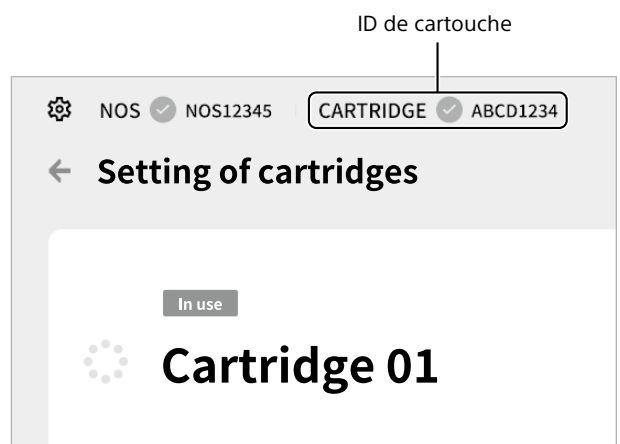 ID de cartouche
NOS NOS12345 CARTRIDGE ABCD1234
Setting of cartridges
In use
Cartridge 01